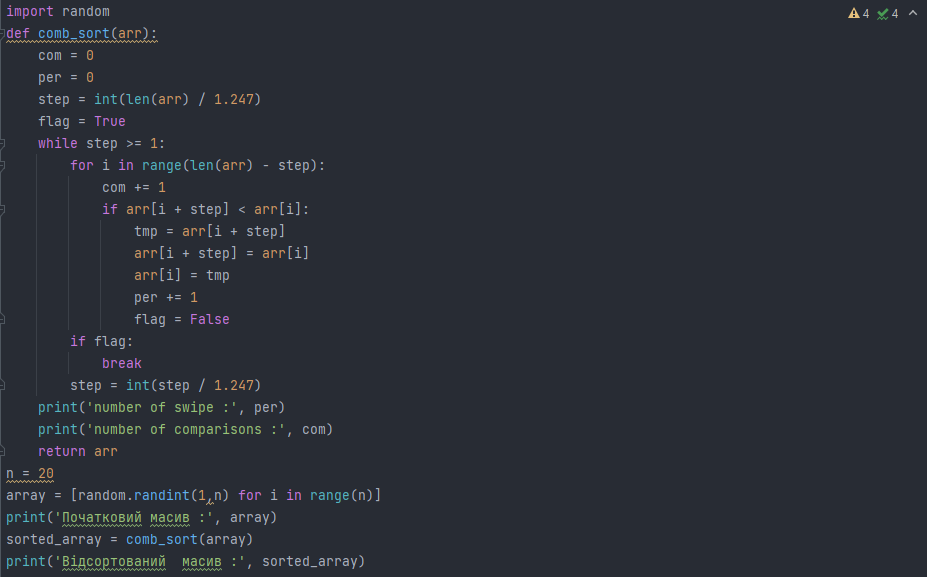 import random
4 4
def comb_sort(arr):
    com = 0
    per = 0
    step = int(len(arr) / 1.247)
    flag = True
    while step >= 1:
        for i in range(len(arr) - step):
            com += 1
            if arr[i + step] < arr[i]:
                tmp = arr[i + step]
                arr[i + step] = arr[i]
                arr[i] = tmp
                per += 1
                flag = False
        if flag:
            break
        step = int(step / 1.247)
    print('number of swipe :', per)
    print('number of comparisons :', com)
    return arr
n = 20
array = [random.randint(1,n) for i in range(n)]
print('Початковий масив :', array)
sorted_array = comb_sort(array)
print('Відсортований  масив :', sorted_array)